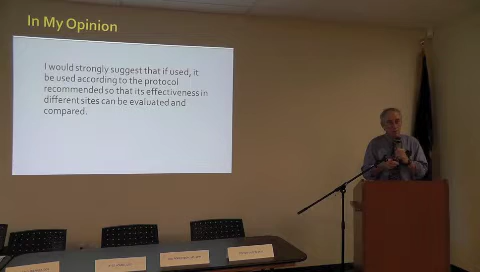 In My Opinion
I would strongly suggest that if used, it
be used according to the protocol
recommended so that its effectiveness in
different sites can be evaluated and
compared.